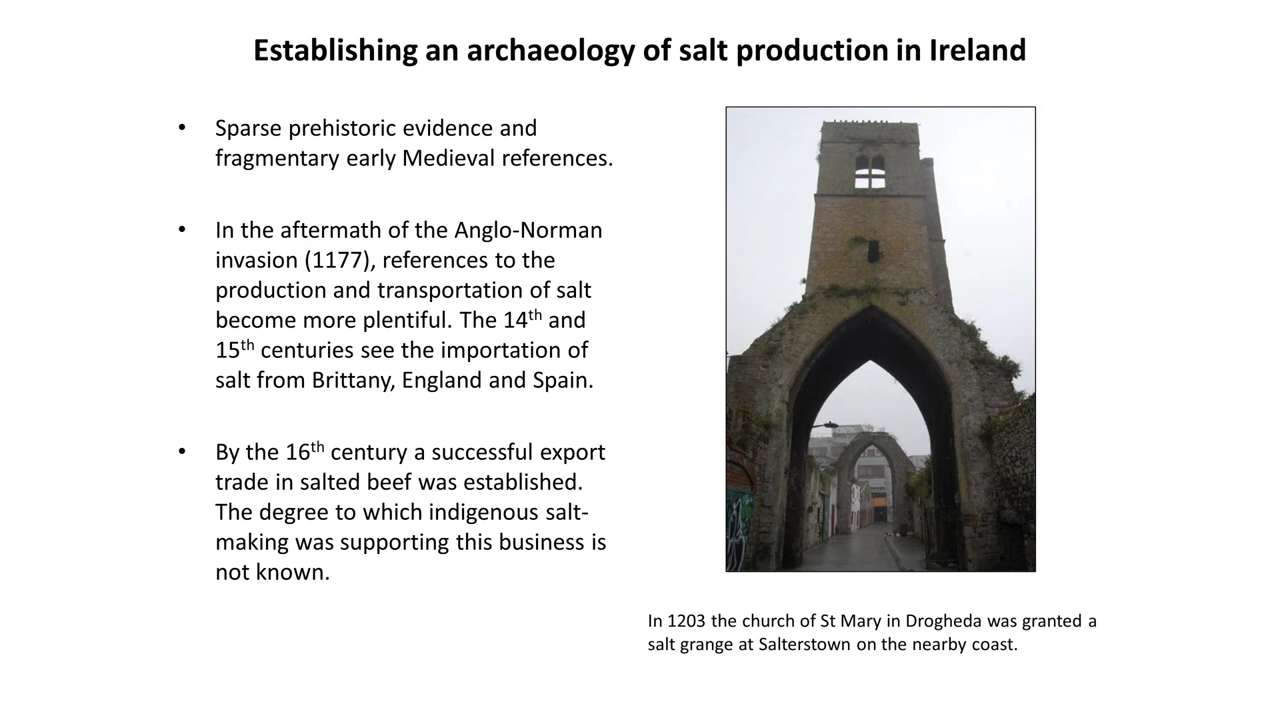 Establishing an archaeology of salt production in Ireland
• Sparse prehistoric evidence and
fragmentary early Medieval references.
• In the aftermath of the Anglo-Norman
invasion (1177), references to the
production and transportation of salt
become more plentiful. The 14th and
15th centuries see the importation of
salt from Brittany, England and Spain.
• By the 16th century a successful export
trade in salted beef was established.
The degree to which indigenous salt-
making was supporting this business is
not known.
In 1203 the church of St Mary in Drogheda was granted a
salt grange at Salterstown on the nearby coast.